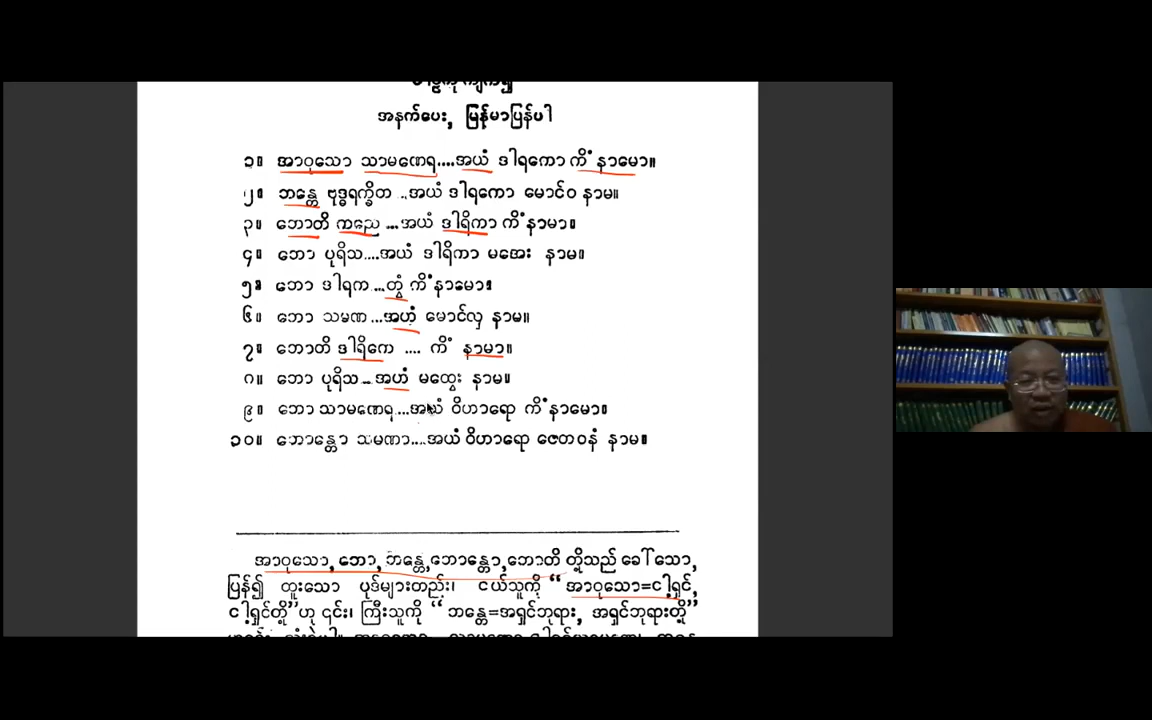 အနက်ပေး, မြန်မာပြန်ပါ
၁။ အာဝုသော သာမဏေရ....အယံ ဒါရကော ကိံ နာမော။
၂။ ဘန္တေ ဗုဒ္ဓရက္ခိတ ...အယံ ဒါရကော မောင်ဝ နာမ။
၃။ ဘောတိ ကညေ ...အယံ ဒါရိကာ ကိံနာမာ။
၄။ ဘော ပုရိသ....အယံ ဒါရိကာ မအေး နာမ။
၅။ ဘော ဒါရက ...တွံ ကိံနာမော။
၆။ ဘော သမဏ ...အဟံ မောင်လှ နာမ။
၇။ ဘောတိ ဒါရိကေ .... ကိံ နာမာ။
၈။ ဘော ပုရိသ... အဟံ မထွေး နာမ။
၉။ ဘော သာမဏေရ...အယံ ဝိဟာရော ကိံနာမော။
၁၀။ ဘောန္တော သမဏာ....အယံ ဝိဟာရော ဇေတဝနံ နာမ။
အာဝုသော, ဘော, ဘန္တေ,ဘောန္တော,ဘောတိ တို့သည် ခေါ်သော,
ပြန်၍ ထူးသော ပုဒ်များတည်း၊ ငယ်သူကို “အာဝုသော=ငါ့ရှင်,
ငါ့ရှင်တို့”ဟု ၎င်း၊ ကြီးသူကို “ ဘန္တေ=အရှင်ဘုရား, အရှင်ဘုရားတို့”